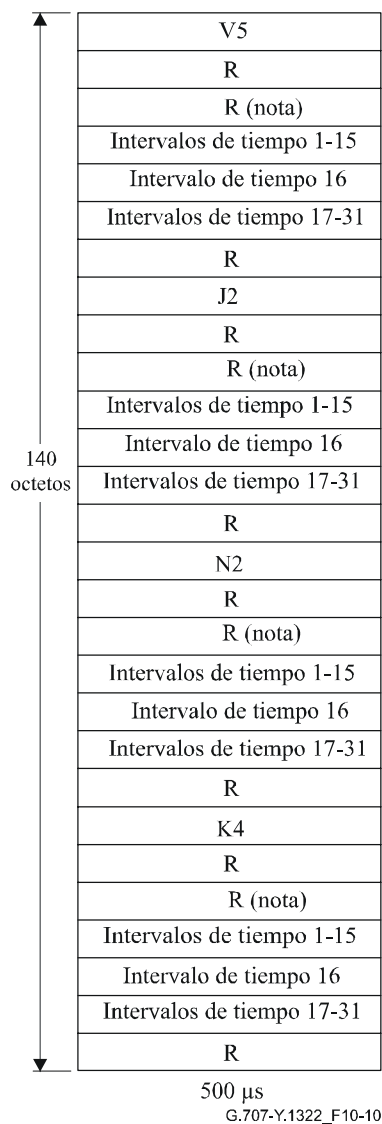 V5
R
R (nota)
Intervalos de tiempo 1-15
Intervalo de tiempo 16
Intervalos de tiempo 17-31
R
J2
R
R (nota)
Intervalos de tiempo 1-15
Intervalo de tiempo 16
140
octetos
Intervalos de tiempo 17-31
R
N2
R
R (nota)
Intervalos de tiempo 1-15
Intervalo de tiempo 16
Intervalos de tiempo 17-31
R
K4
R
R (nota)
Intervalos de tiempo 1-15
Intervalo de tiempo 16
Intervalos de tiempo 17-31
R
500 μs
G.707-Y.1322_F10-10